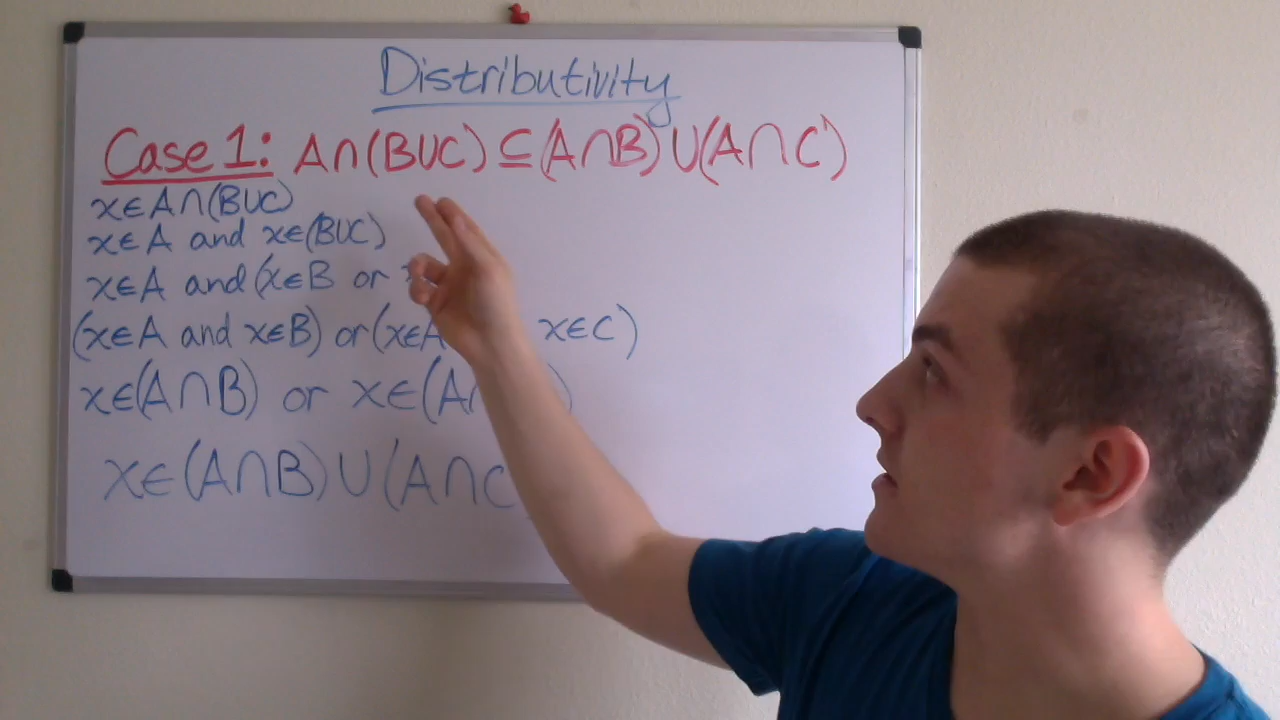 Distributivity
Case 1: A∩(B∪C) ⊆ (A∩B) ∪ (A∩C)
x∈A∩(B∪C)
x∈A and x∈(B∪C)
x∈A and (x∈B or
(x∈A and x∈B) or (x∈A x∈C)
x∈(A∩B) or x∈(A∩ )
x∈(A∩B)∪(A∩C